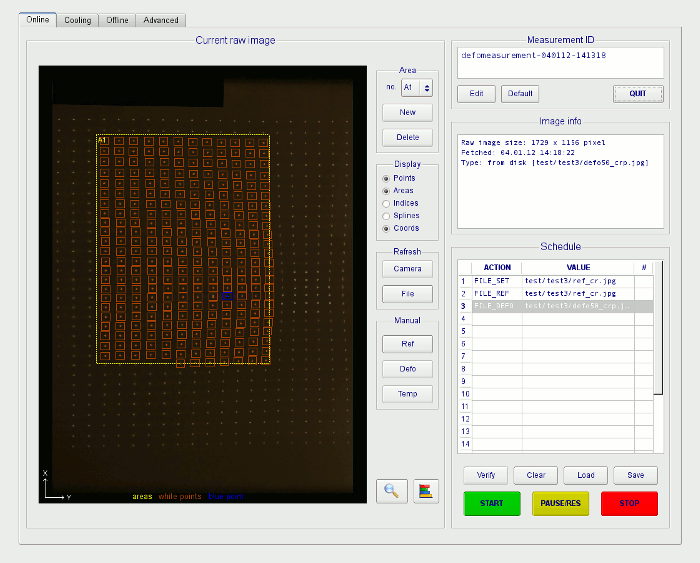 Online Cooling Offline Advanced
Current raw image
A1
X
Y
areas white points blue point
Area
no. A1
New
Delete
Display
Points
Areas
Indices
Splines
Coords
Refresh
Camera
File
Manual
Ref
Defo
Temp
Measurement ID
defomeasurement-040112-141318
Edit Default QUIT
Image info
Raw image size: 1729 x 1156 pixel
Fetched: 04.01.12 14:18:22
Type: from disk [test/test3/defo50_crp.jpg]
Schedule
ACTION VALUE #
1 FILE_SET test/test3/ref_cr.jpg
2 FILE_REF test/test3/ref_cr.jpg
3 FILE_DEFO test/test3/defo50_crp.j...
4
5
6
7
8
9
10
11
12
13
14
Verify Clear Load Save
START PAUSE/RES STOP